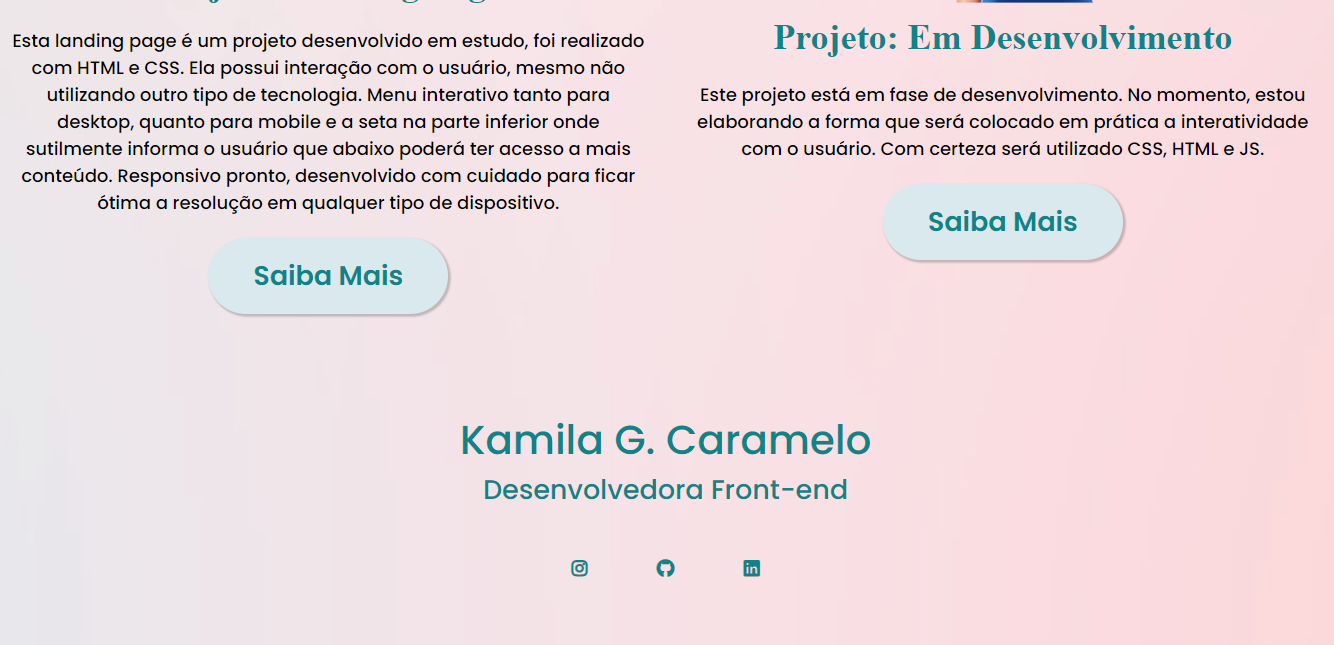 Esta landing page é um projeto desenvolvido em estudo, foi realizado
com HTML e CSS. Ela possui interação com o usuário, mesmo não
utilizando outro tipo de tecnologia. Menu interativo tanto para
desktop, quanto para mobile e a seta na parte inferior onde
sutilmente informa o usuário que abaixo poderá ter acesso a mais
conteúdo. Responsivo pronto, desenvolvido com cuidado para ficar
ótima a resolução em qualquer tipo de dispositivo.
Saiba Mais
Projeto: Em Desenvolvimento
Este projeto está em fase de desenvolvimento. No momento, estou
elaborando a forma que será colocado em prática a interatividade
com o usuário. Com certeza será utilizado CSS, HTML e JS.
Saiba Mais
Kamila G. Caramelo
Desenvolvedora Front-end
in